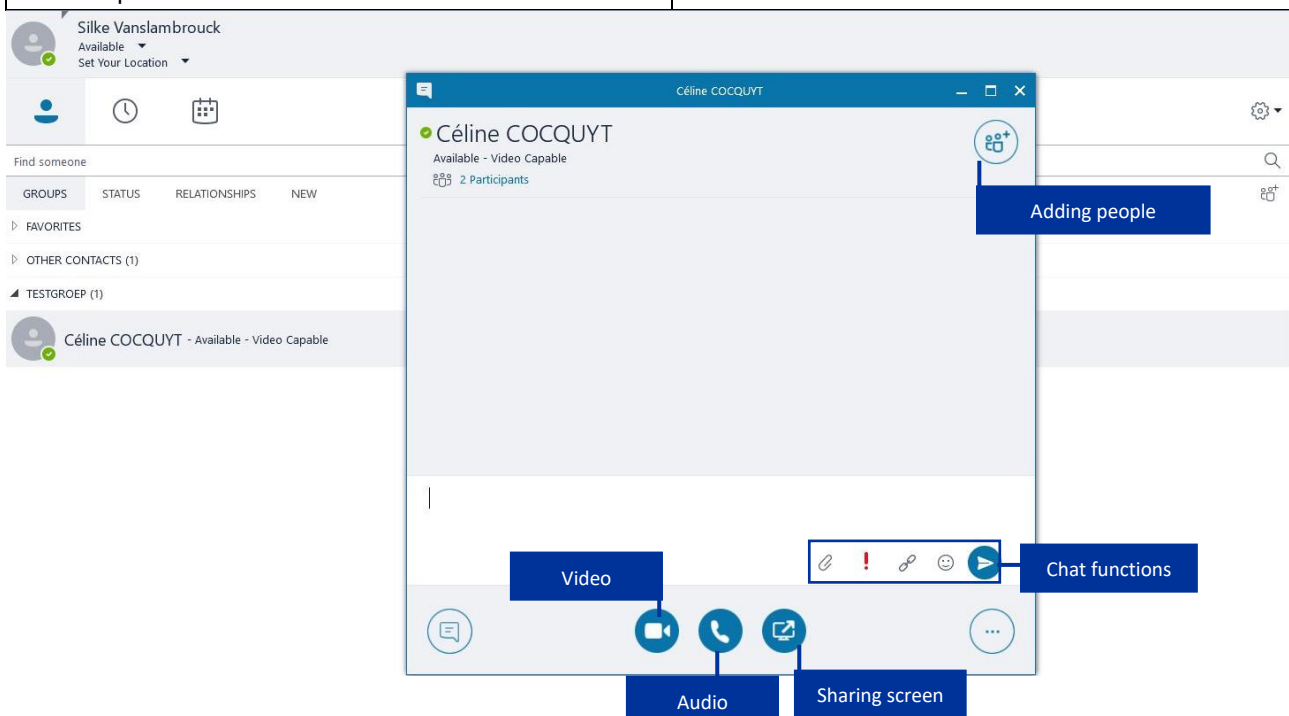 Silke Vanslambrouck
Available
Set Your Location
Find someone
GROUPS STATUS RELATIONSHIPS NEW
FAVORITES
OTHER CONTACTS (1)
TESTGROEP (1)
Céline COCQUYT - Available - Video Capable
Céline COCQUYT
Céline COCQUYT
Available - Video Capable
2 Participants
Adding people
Chat functions
Video
Audio
Sharing screen